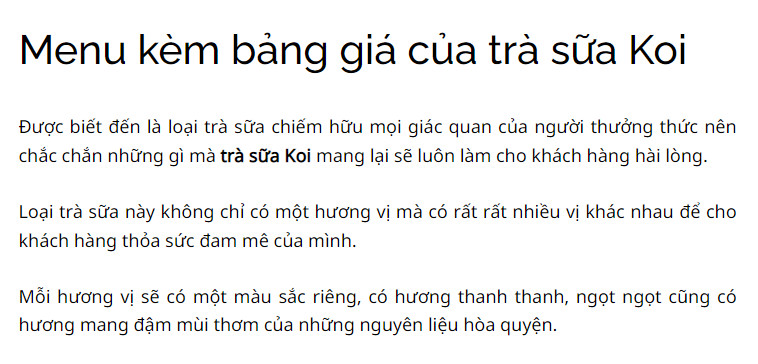 Menu kèm bảng giá của trà sữa Koi
Được biết đến là loại trà sữa chiếm hữu mọi giác quan của người thưởng thức nên
chắc chắn những gì mà trà sữa Koi mang lại sẽ luôn làm cho khách hàng hài lòng.
Loại trà sữa này không chỉ có một hương vị mà có rất rất nhiều vị khác nhau để cho
khách hàng thỏa sức đam mê của mình.
Mỗi hương vị sẽ có một màu sắc riêng, có hương thanh thanh, ngọt ngọt cũng có
hương mang đậm mùi thơm của những nguyên liệu hòa quyện.